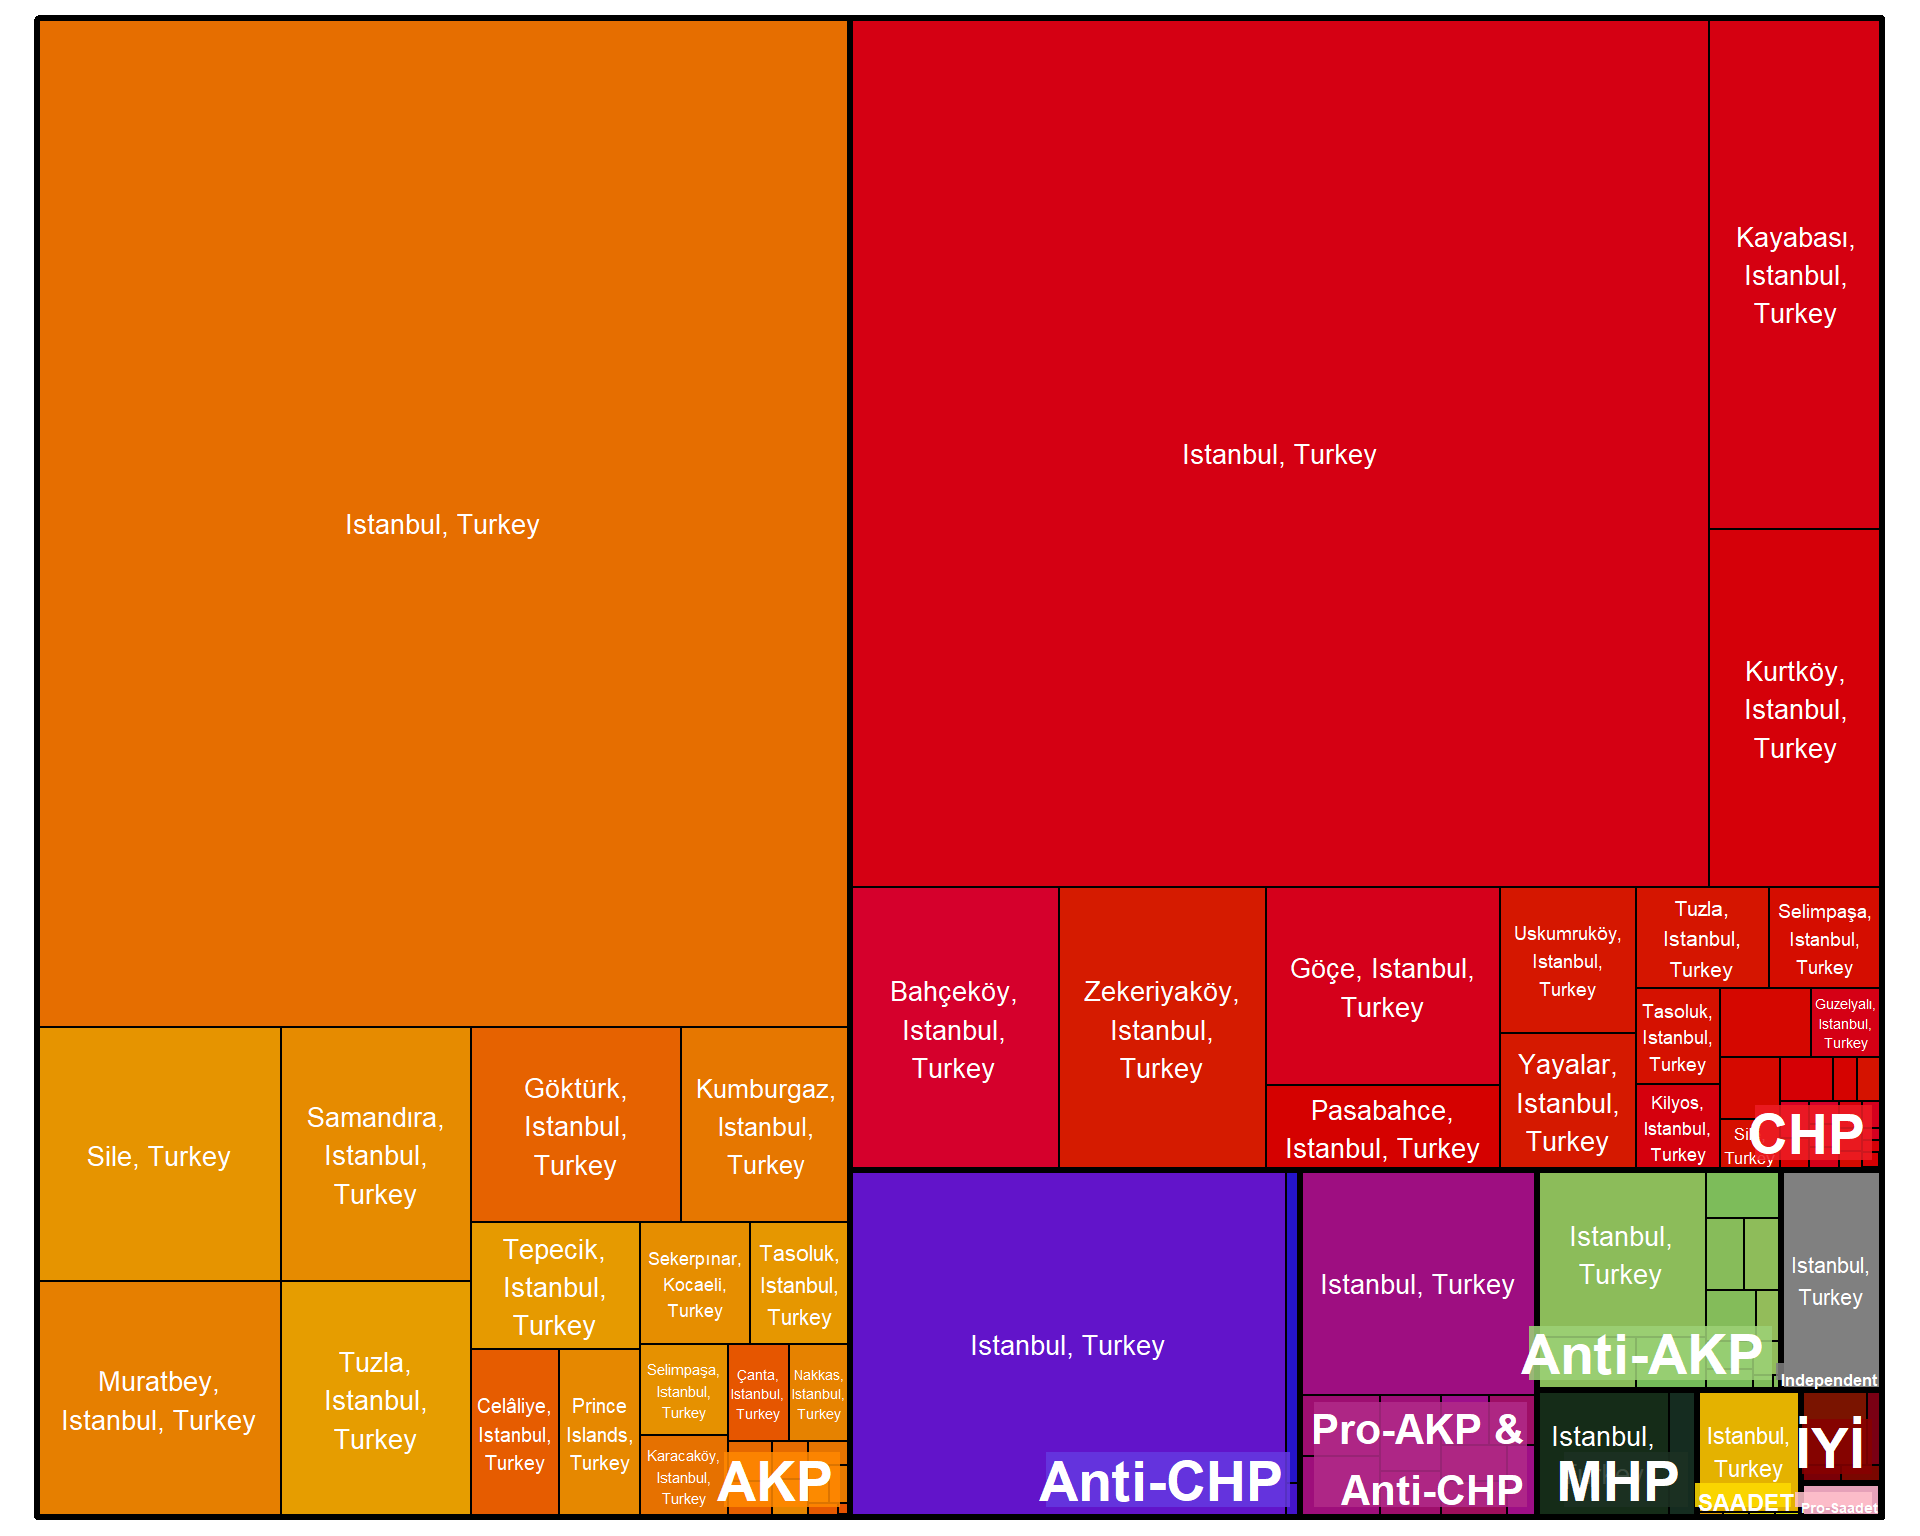 Istanbul, Turkey
Sile, Turkey
Samandıra,
Istanbul,
Turkey
Göktürk,
Istanbul,
Turkey
Kumburgaz,
Istanbul,
Turkey
Muratbey,
Istanbul, Turkey
Tuzla,
Istanbul,
Turkey
Tepecik,
Istanbul,
Turkey
Sekerpınar,
Kocaeli,
Turkey
Tasoluk,
Istanbul,
Turkey
Celâliye,
Istanbul,
Turkey
Prince
Islands,
Turkey
Selimpaşa,
Istanbul,
Turkey
Çanta,
Istanbul,
Turkey
Nakkas,
Istanbul,
Turkey
Karacaköy,
Istanbul,
Turkey
AKP
Istanbul, Turkey
Kayabası,
Istanbul,
Turkey
Kurtköy,
Istanbul,
Turkey
Bahçeköy,
Istanbul,
Turkey
Zekeriyaköy,
Istanbul,
Turkey
Göçe, Istanbul,
Turkey
Pasabahce,
Istanbul, Turkey
Uskumruköy,
Istanbul,
Turkey
Yayalar,
Istanbul,
Turkey
Tuzla,
Istanbul,
Turkey
Selimpaşa,
Istanbul,
Turkey
Tasoluk,
Istanbul,
Turkey
Guzelyalı,
Istanbul,
Turkey
Kilyos,
Istanbul,
Turkey
Turkey
CHP
Istanbul, Turkey
Anti-CHP
Istanbul, Turkey
Pro-AKP &
Anti-CHP
Istanbul,
Turkey
Anti-AKP
Istanbul,
Turkey
Independent
Istanbul,
MHP
Istanbul,
Turkey
SAADET
İYİ
Pro-Saadet